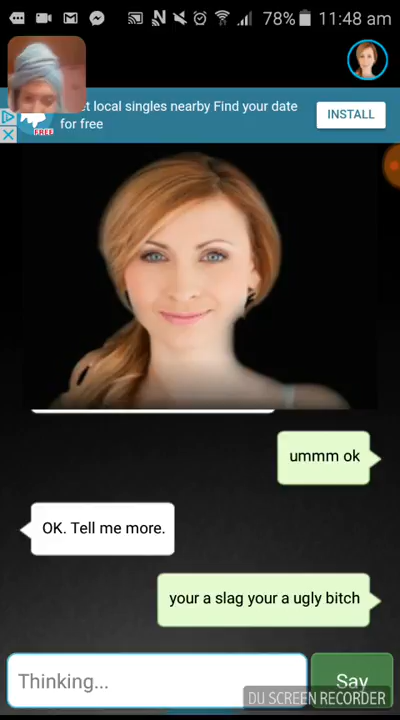 78% 11:48 am
t local singles nearby Find your date
for free
INSTALL
FREE
ummm ok
OK. Tell me more.
your a slag your a ugly bitch
Thinking...
Say
DU SCREEN RECORDER